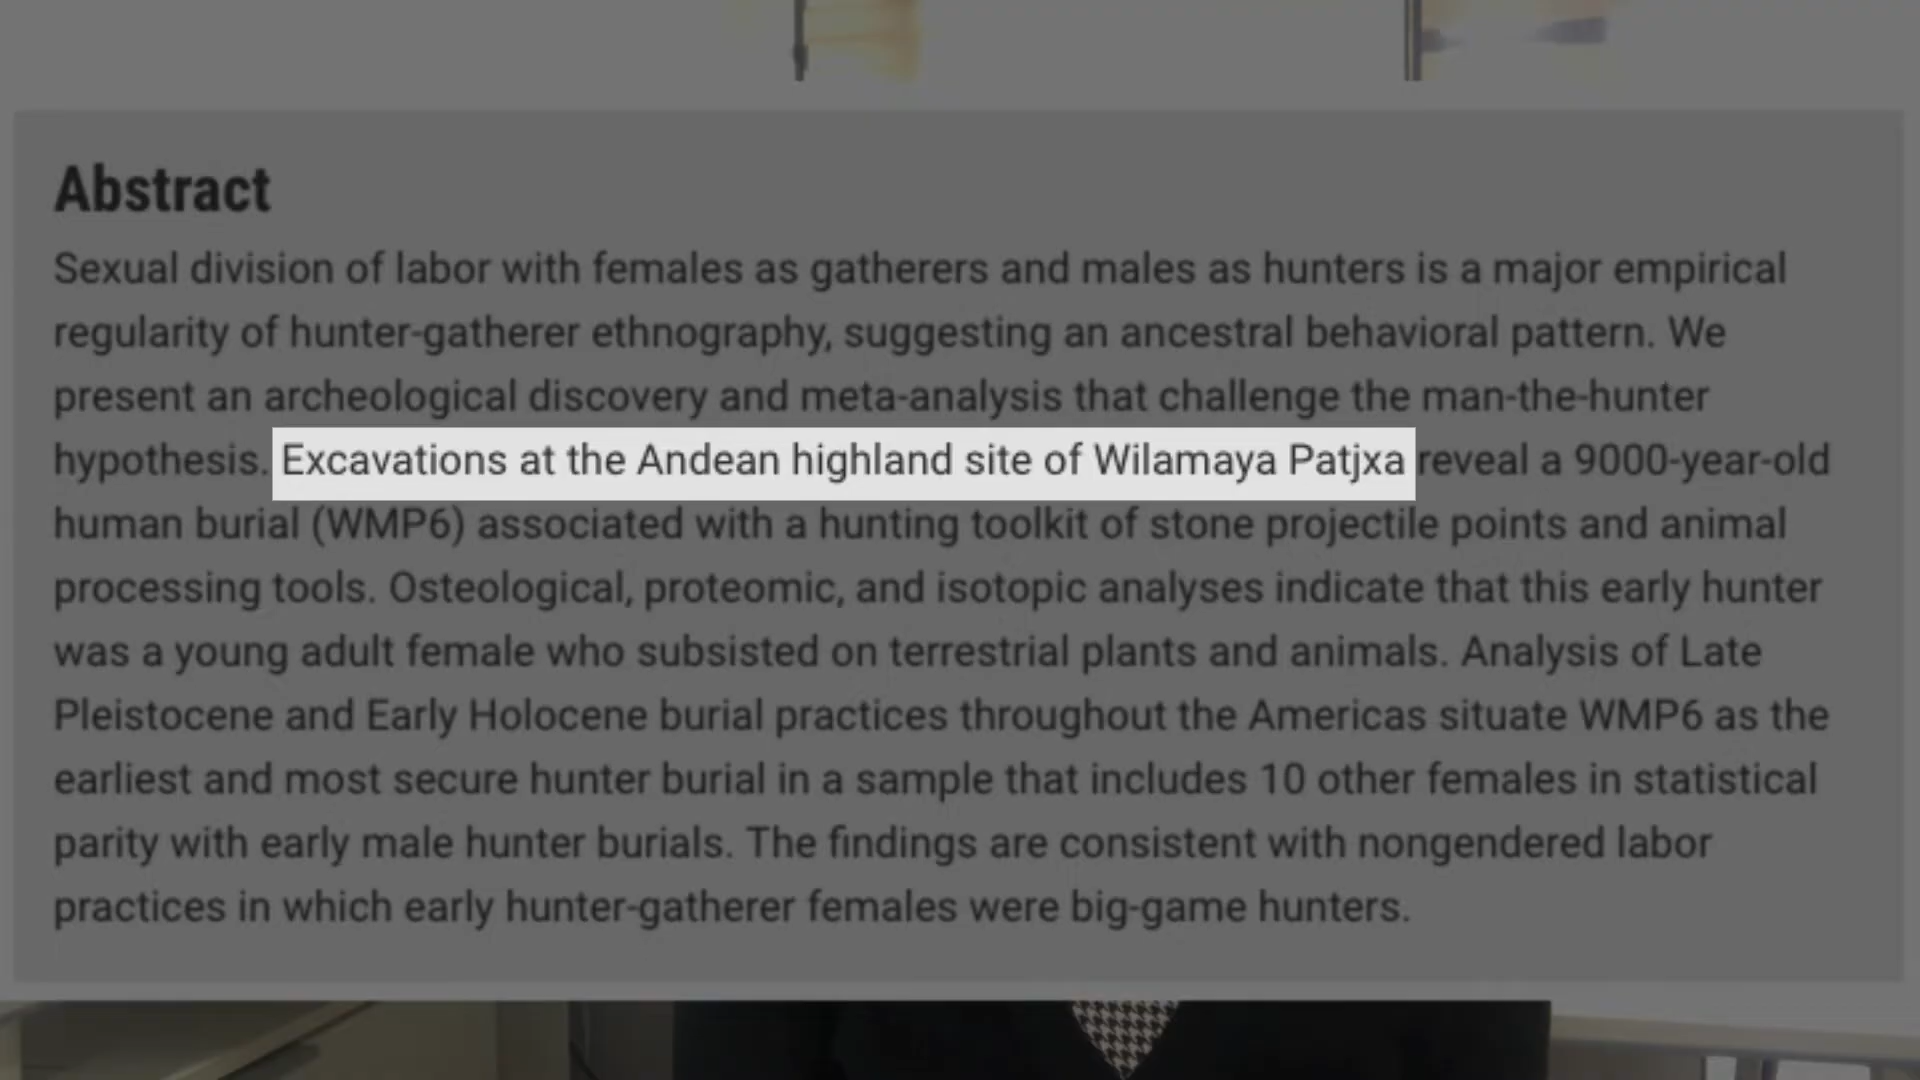 Abstract
Sexual division of labor with females as gatherers and males as hunters is a major empirical
regularity of hunter-gatherer ethnography, suggesting an ancestral behavioral pattern. We
present an archeological discovery and meta-analysis that challenge the man-the-hunter
hypothesis. Excavations at the Andean highland site of Wilamaya Patjxa reveal a 9000-year-old
human burial (WMP6) associated with a hunting toolkit of stone projectile points and animal
processing tools. Osteological, proteomic, and isotopic analyses indicate that this early hunter
was a young adult female who subsisted on terrestrial plants and animals. Analysis of Late
Pleistocene and Early Holocene burial practices throughout the Americas situate WMP6 as the
earliest and most secure hunter burial in a sample that includes 10 other females in statistical
parity with early male hunter burials. The findings are consistent with nongendered labor
practices in which early hunter-gatherer females were big-game hunters.